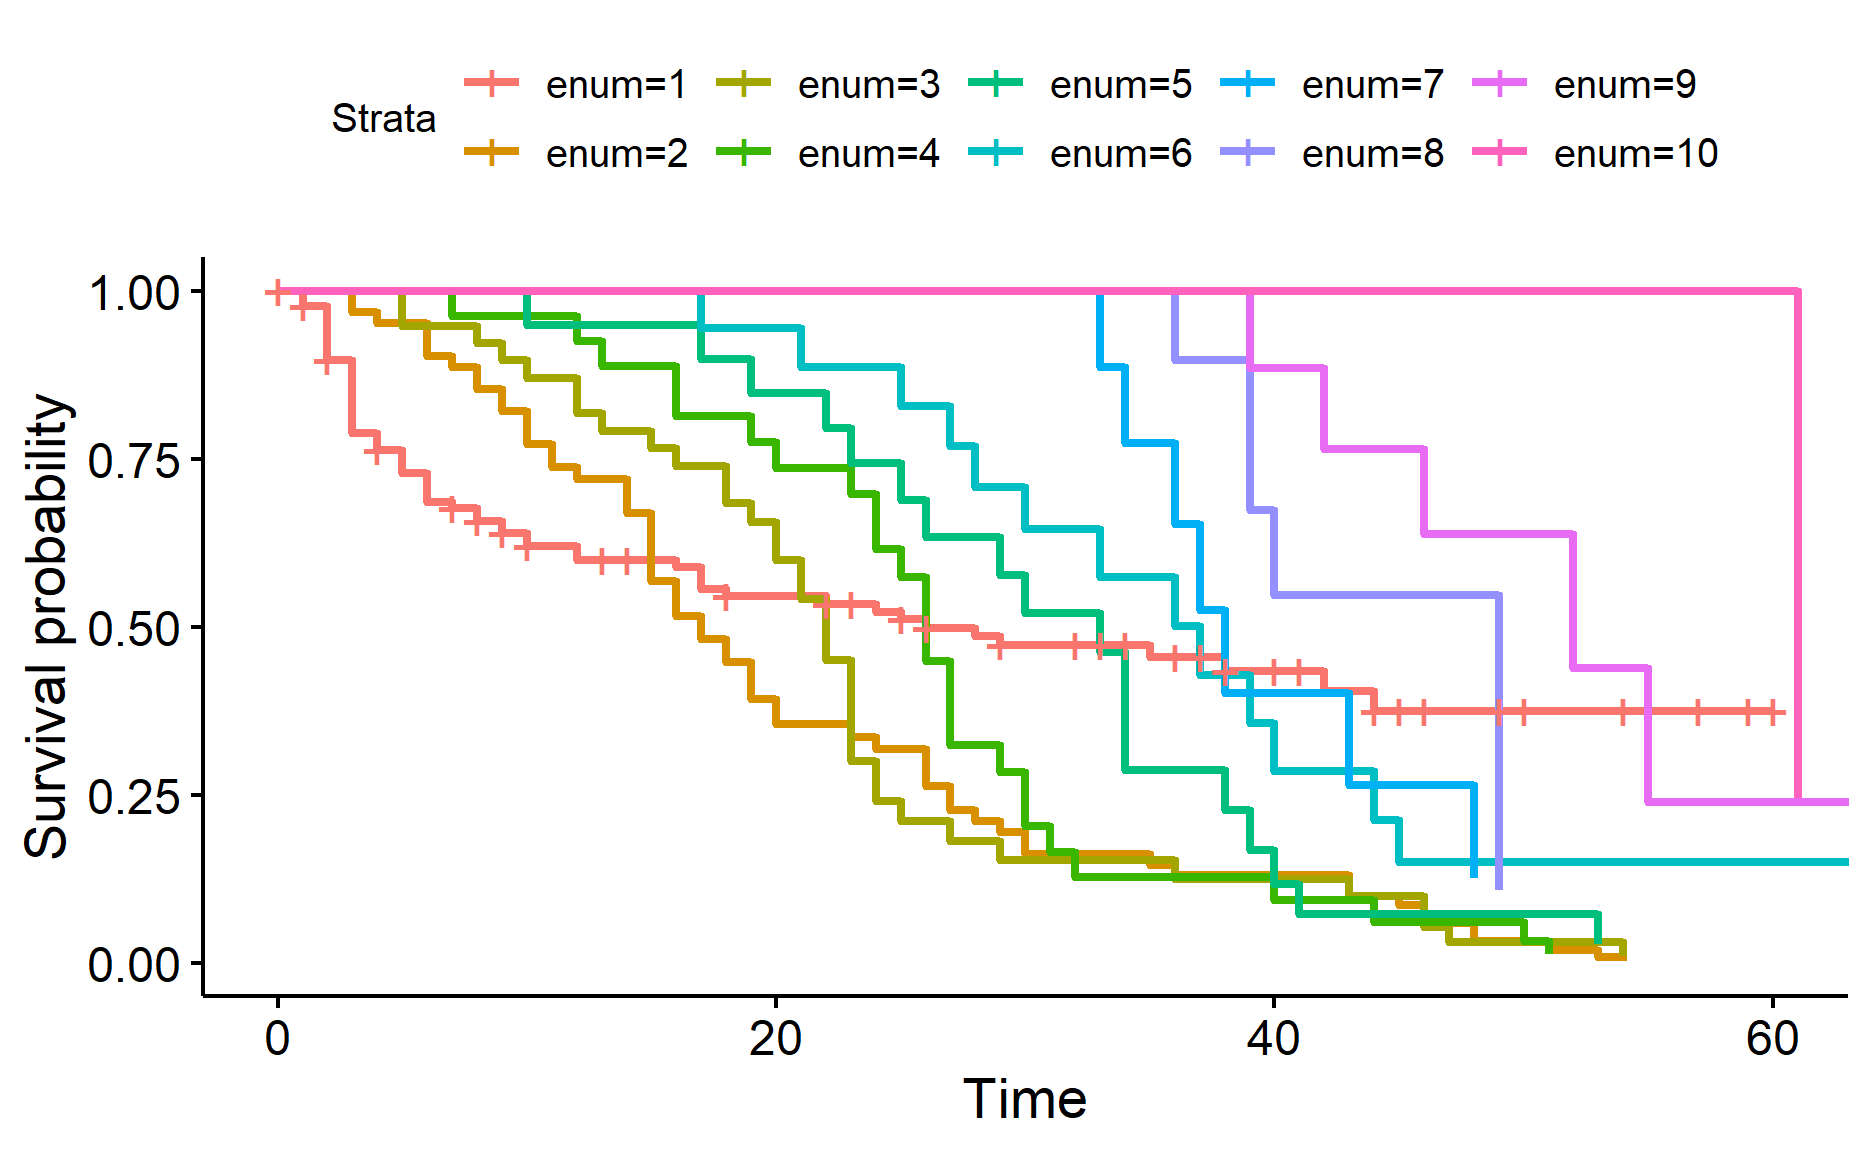 Strata
enum=1 enum=3 enum=5 enum=7 enum=9
enum=2 enum=4 enum=6 enum=8 enum=10
Survival probability
1.00
0.75
0.50
0.25
0.00
0 20 40 60
Time